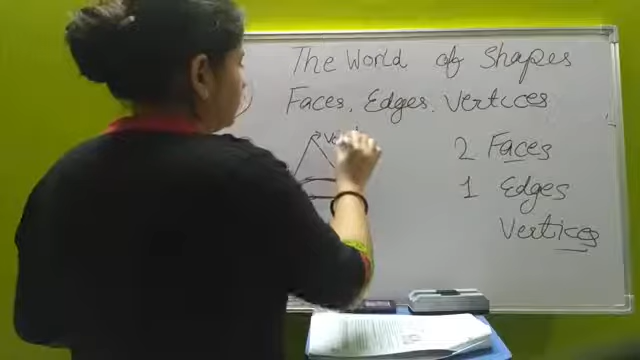 The World of Shapes
Faces, Edges, Vertices
2 Faces
1 Edges
Vertices